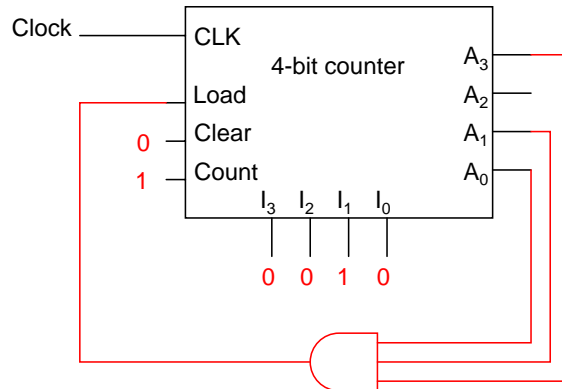 Clock
CLK
4-bit counter
A₃
Load
A₂
0 Clear
A₁
1 Count
A₀
I₃ I₂ I₁ I₀
0 0 1 0